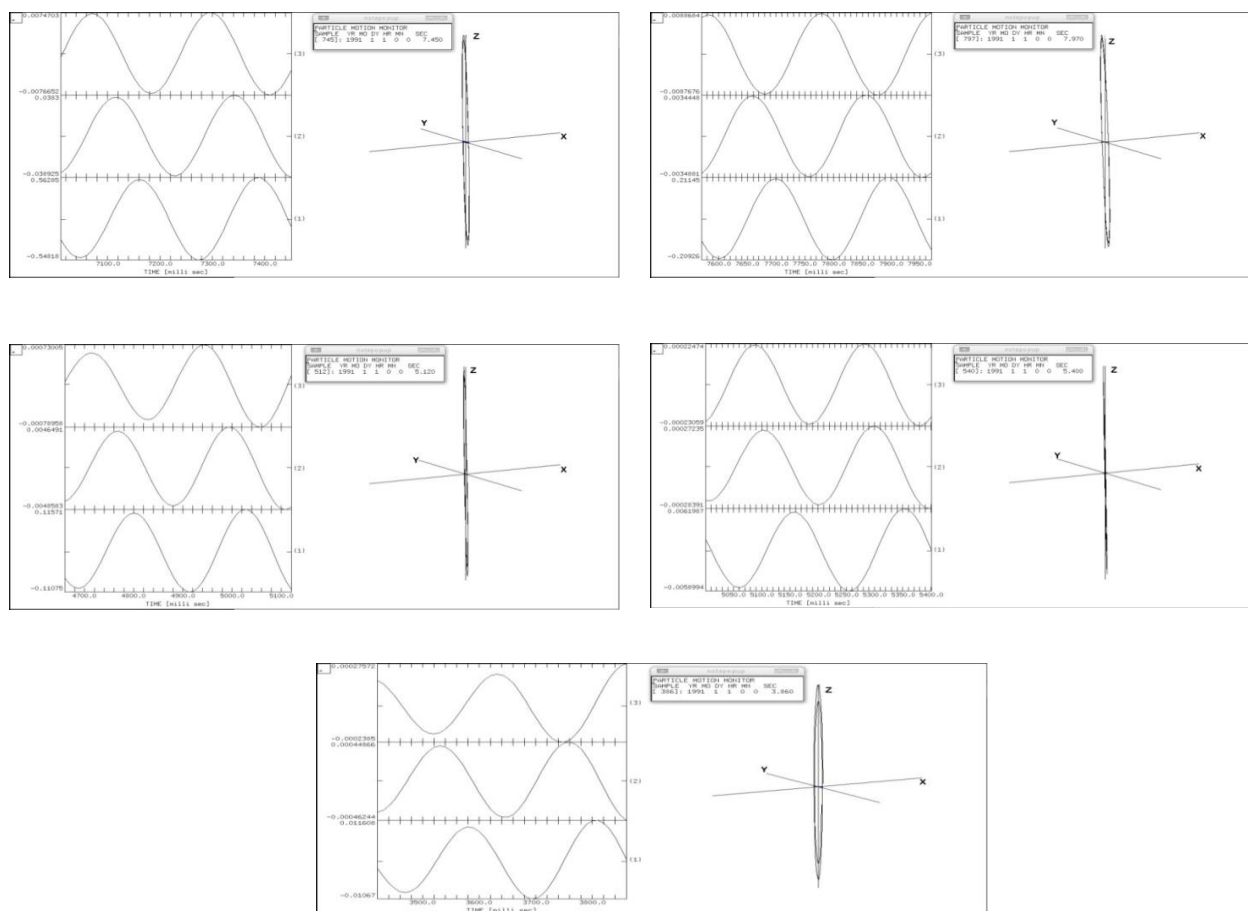 0.0074703
-0.0076652
0.0383
-0.038925
0.56285
-0.54818
(3)
(2)
(1)
7100.0 7200.0 7300.0 7400.0
TIME [milli sec]
PARTICLE MOTION MONITOR
SAMPLE YR MO DY HR MN SEC
[ 745]: 1991 1 1 0 0 7.450
Z
Y
X
0.0088684
-0.0087676
0.0034448
-0.0034881
0.21145
-0.20926
(3)
(2)
(1)
7600.0 7650.0 7700.0 7750.0 7800.0 7850.0 7900.0 7950.0
TIME [milli sec]
PARTICLE MOTION MONITOR
SAMPLE YR MO DY HR MN SEC
[ 797]: 1991 1 1 0 0 7.970
Z
Y
X
0.00073005
-0.00078958
0.0046491
-0.0048583
0.11571
-0.11075
(3)
(2)
(1)
4700.0 4800.0 4900.0 5000.0 5100.0
TIME [milli sec]
PARTICLE MOTION MONITOR
SAMPLE YR MO DY HR MN SEC
[ 512]: 1991 1 1 0 0 5.120
Z
Y
X
0.00022474
-0.00023059
0.00027235
-0.00028391
0.0061987
-0.0058994
(3)
(2)
(1)
5050.0 5100.0 5150.0 5200.0 5250.0 5300.0 5350.0 5400.0
TIME [milli sec]
PARTICLE MOTION MONITOR
SAMPLE YR MO DY HR MN SEC
[ 540]: 1991 1 1 0 0 5.400
Z
Y
X
0.00027572
-0.0002385
0.00044866
-0.00046244
0.011608
-0.01067
(3)
(2)
(1)
3500.0 3600.0 3700.0 3800.0
TIME [milli sec]
PARTICLE MOTION MONITOR
SAMPLE YR MO DY HR MN SEC
[ 386]: 1991 1 1 0 0 3.860
Z
Y
X